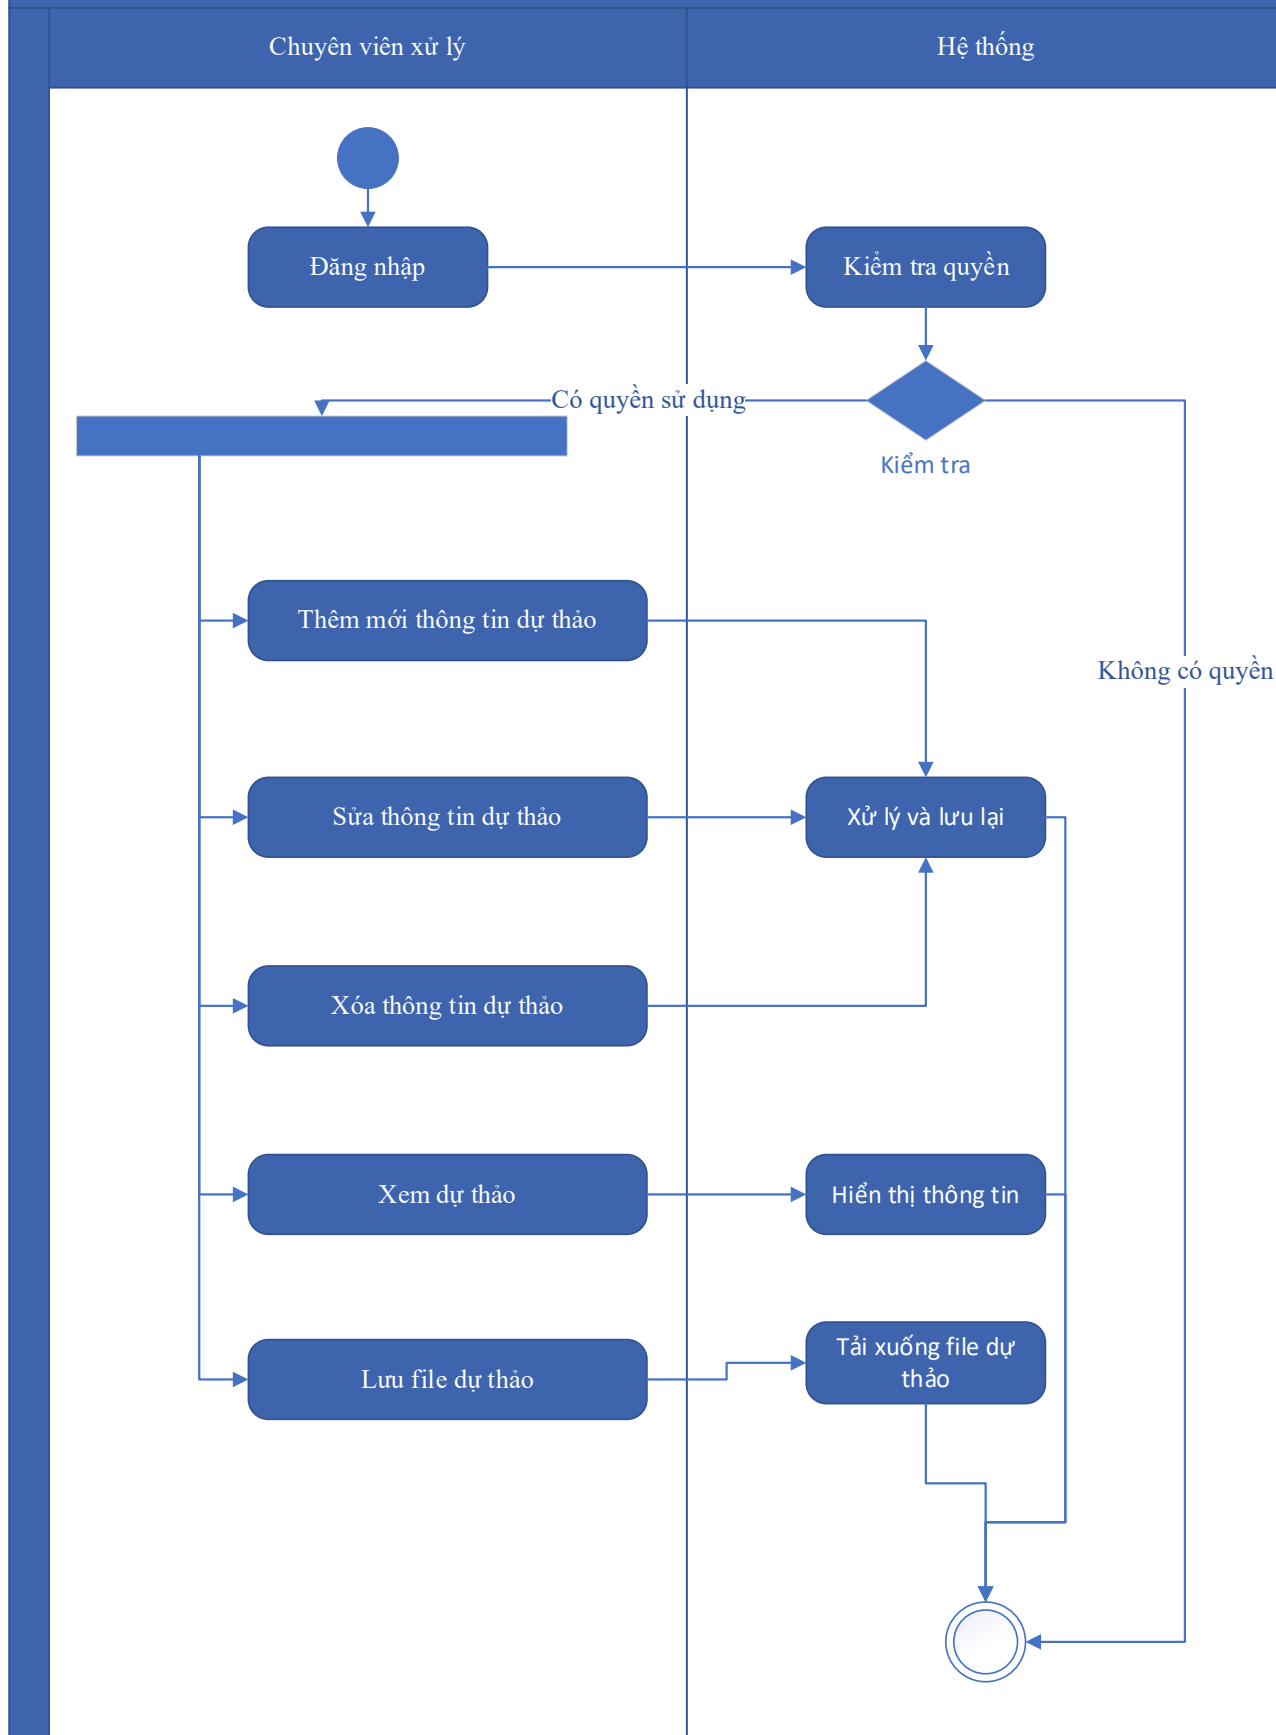 Chuyên viên xử lý
Hệ thống
Đăng nhập
Kiểm tra quyền
Có quyền sử dụng
Kiểm tra
Thêm mới thông tin dự thảo
Không có quyền
Sửa thông tin dự thảo
Xử lý và lưu lại
Xóa thông tin dự thảo
Xem dự thảo
Hiển thị thông tin
Tải xuống file dự
thảo
Lưu file dự thảo